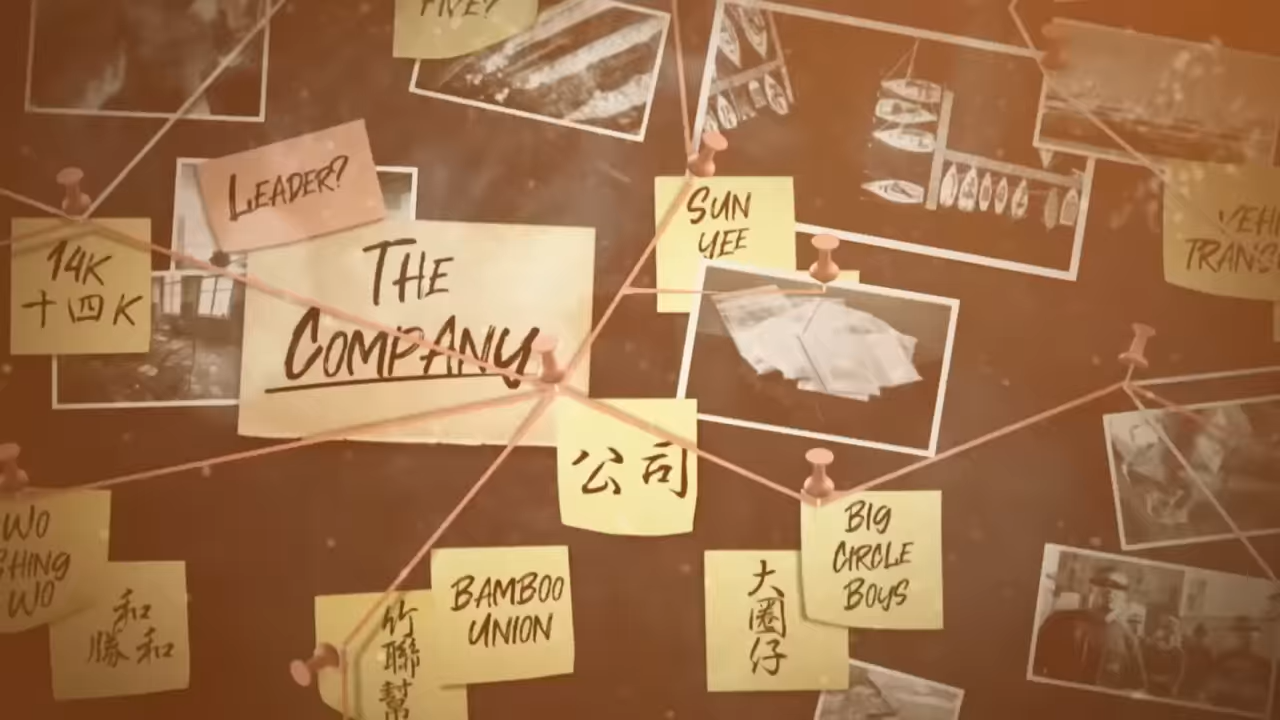 FIVE?
LEADER?
14K
十四K
THE
COMPANY
SUN
YEE
公司
WO
SHING
WO
和
勝和
竹
聯
幫
BAMBOO
UNION
大
圈
仔
BIG
CIRCLE
BOYS